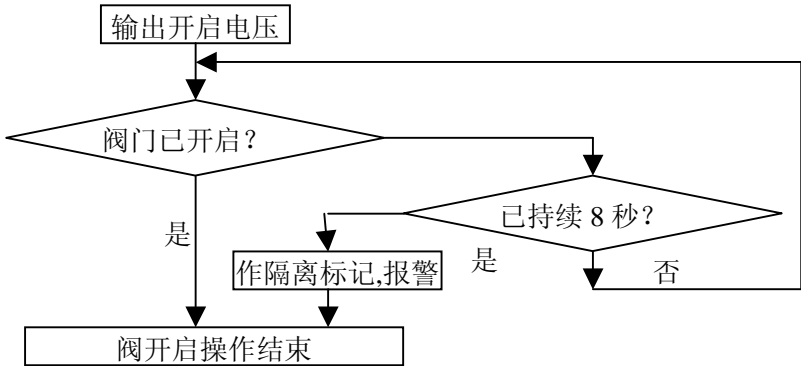 输出开启电压
阀门已开启？
已持续 8 秒？
是
作隔离标记,报警
是
否
阀开启操作结束